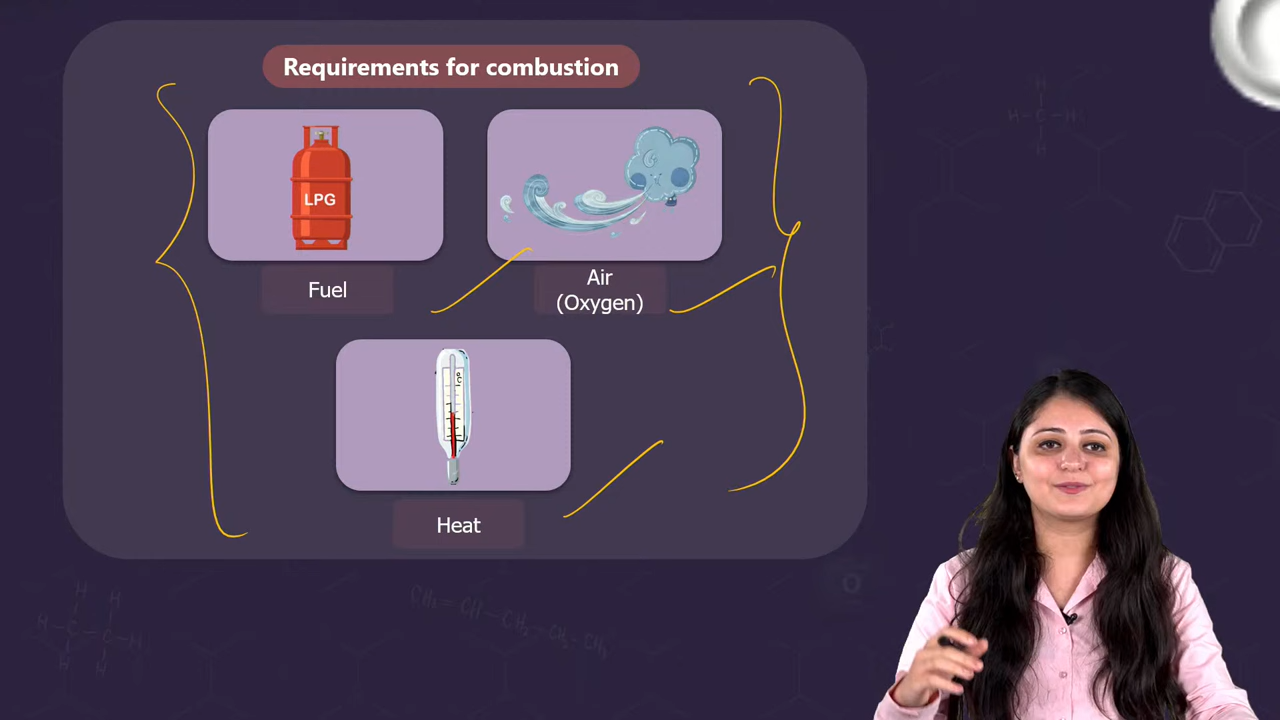 Requirements for combustion
LPG
Fuel
Air
(Oxygen)
Heat
H
H-C-H
H
H H
H-C-C-H
H H
O